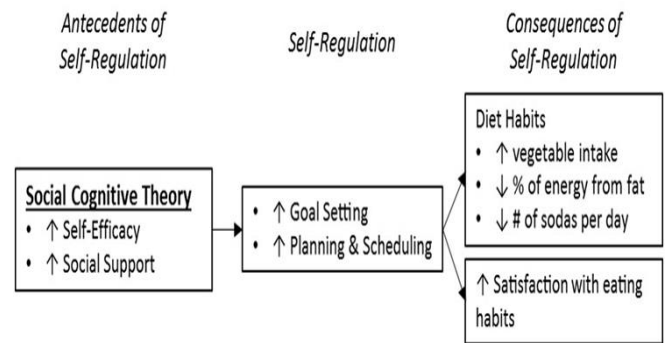 Antecedents of
Self-Regulation
Self-Regulation
Consequences of
Self-Regulation
Social Cognitive Theory
• ↑ Self-Efficacy
• ↑ Social Support
• ↑ Goal Setting
• ↑ Planning & Scheduling
Diet Habits
• ↑ vegetable intake
• ↓ % of energy from fat
• ↓ # of sodas per day
↑ Satisfaction with eating
habits